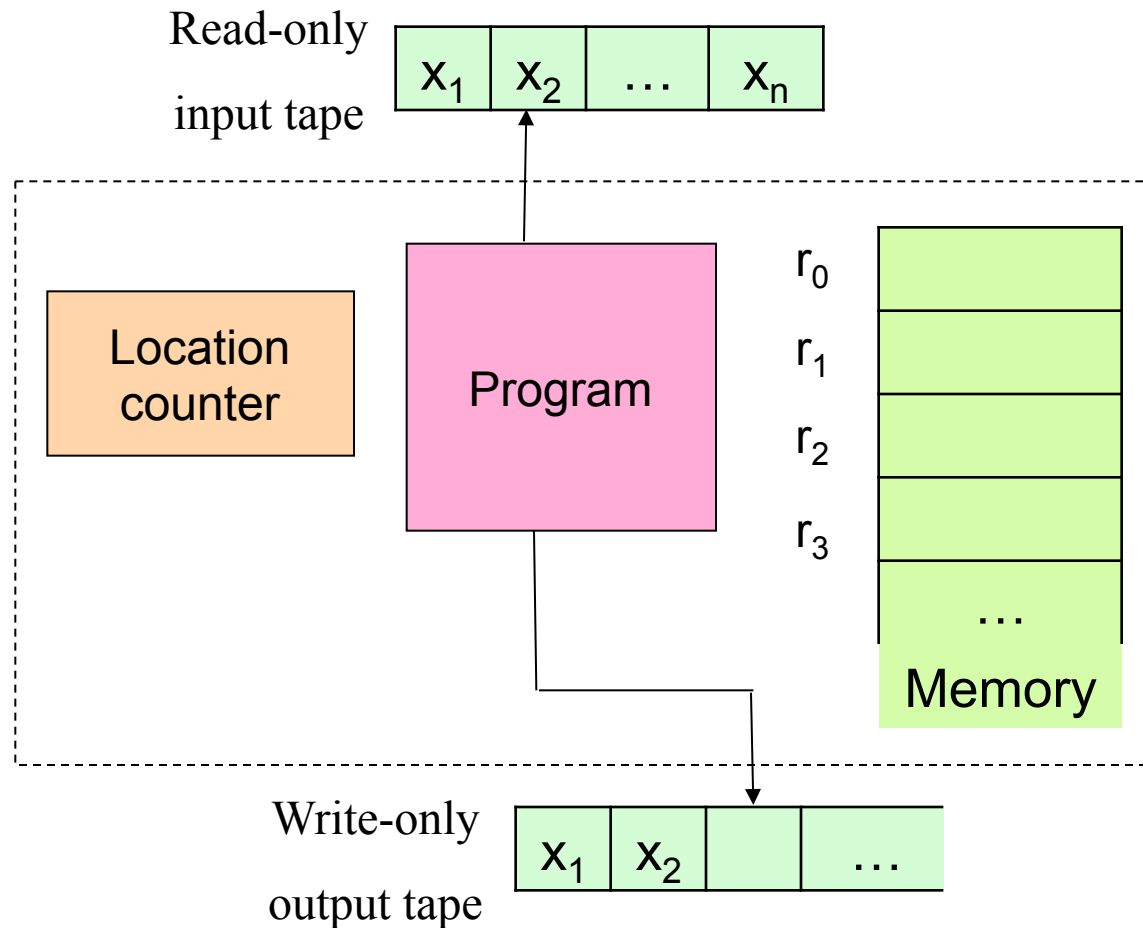 Read-only
input tape
x₁ x₂ … xₙ
Location
counter
Program
r₀
r₁
r₂
r₃
…
Memory
Write-only
output tape
x₁ x₂ …